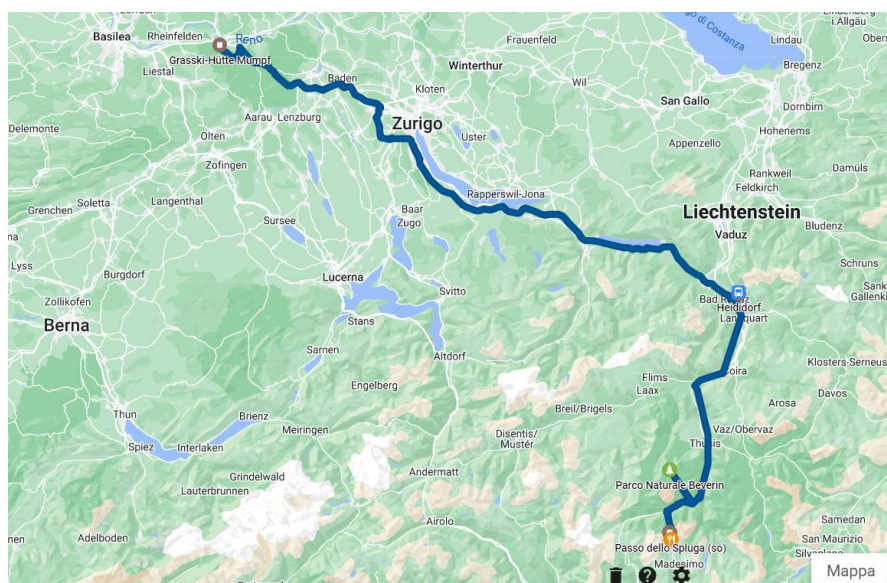 Basilea
Rheinfelden
Reno
Frauenfeld
go di Costanza
Lindau
i.Allgäu
Bregenz
Grasski-Hütte Mumpf
Liestal
Baden
Kloten
Winterthur
Wil
San Gallo
Dornbirn
Aarau
Lenzburg
Zurigo
Hohenems
Delemonte
Olten
Uster
Appenzello
Zofingen
Rankweil
Damüls
Feldkirch
Soletta
Langenthal
Rapperswil-Jona
Grenchen
Baar
Zugo
Liechtenstein
Sursee
Vaduz
Bludenz
Lyss
Burgdorf
Lucerna
Svitto
Schruns
Zollikofen
Stans
Bad Ragaz
Heididorf
Landquart
Berna
Sarnen
Altdorf
Engelberg
Flims
Laax
Coira
Klosters-Serneus
Thun
Brienz
Breil/Brigels
Arosa
Davos
Spiez
Interlaken
Meiringen
Disentis/
Mustér
Vaz/Obervaz
Thusis
Grindelwald
Andermatt
Lauterbrunnen
Parco Naturale Beverin
Adelboden
Airolo
Samedan
San Maurizio
Passo dello Spluga (so)
Madesimo
Mappa